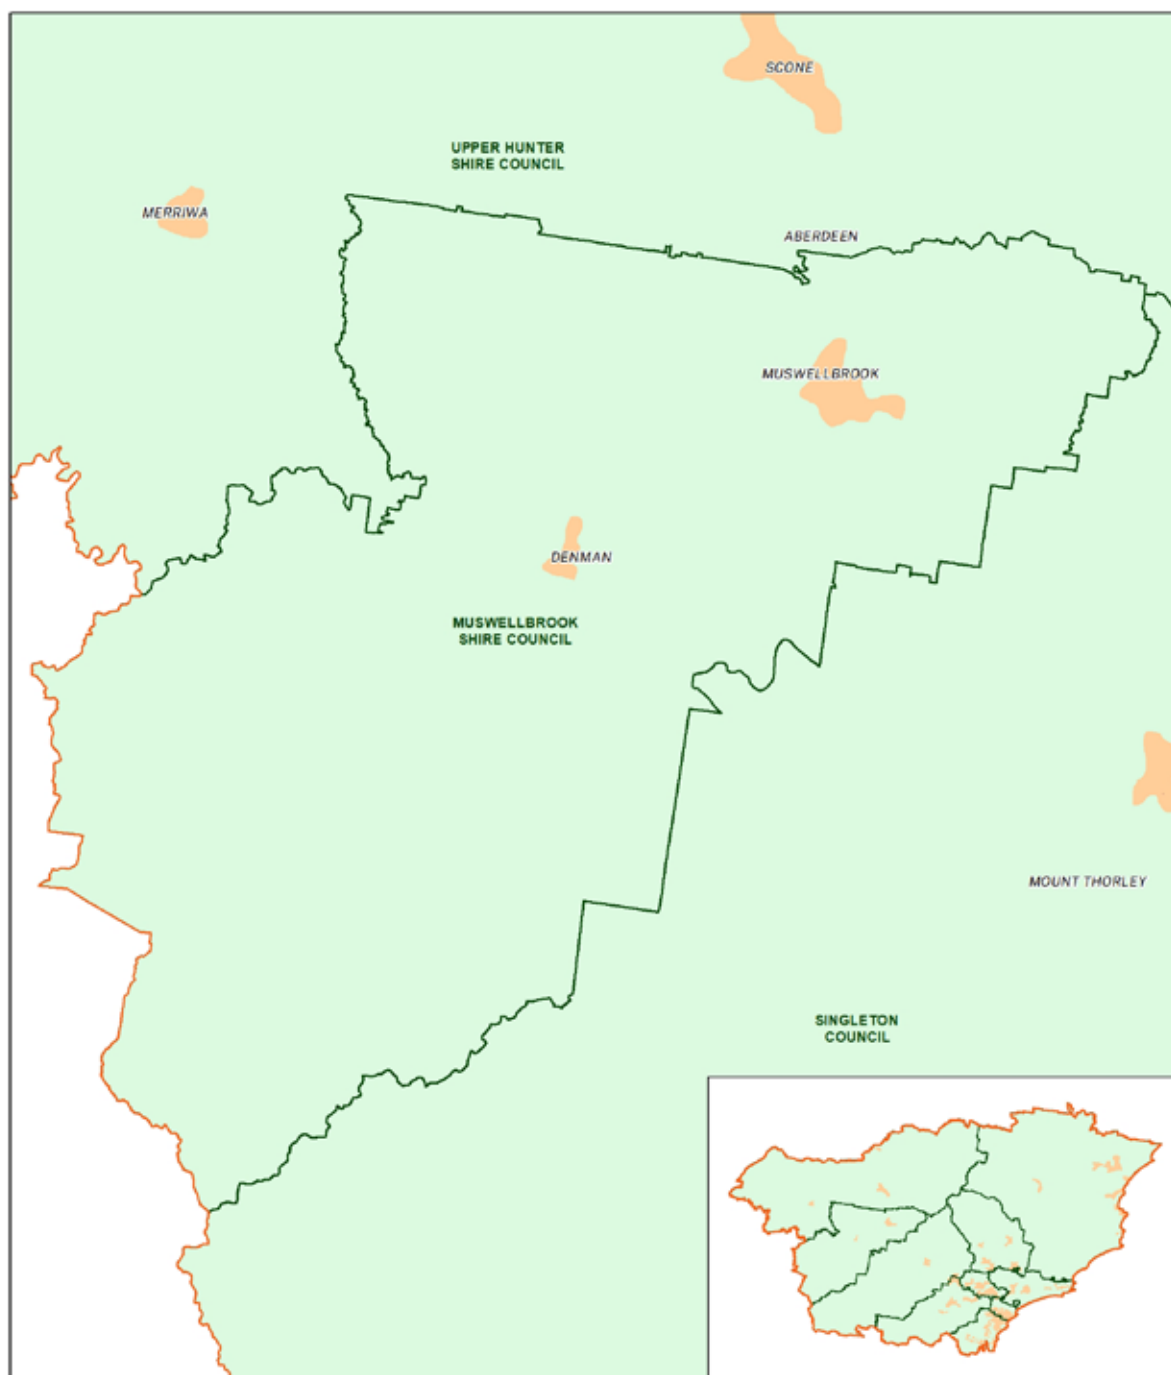 SCONE
UPPER HUNTER
SHIRE COUNCIL
MERRIWA
ABERDEEN
MUSWELLBROOK
DENMAN
MUSWELLBROOK
SHIRE COUNCIL
MOUNT THORLEY
SINGLETON
COUNCIL